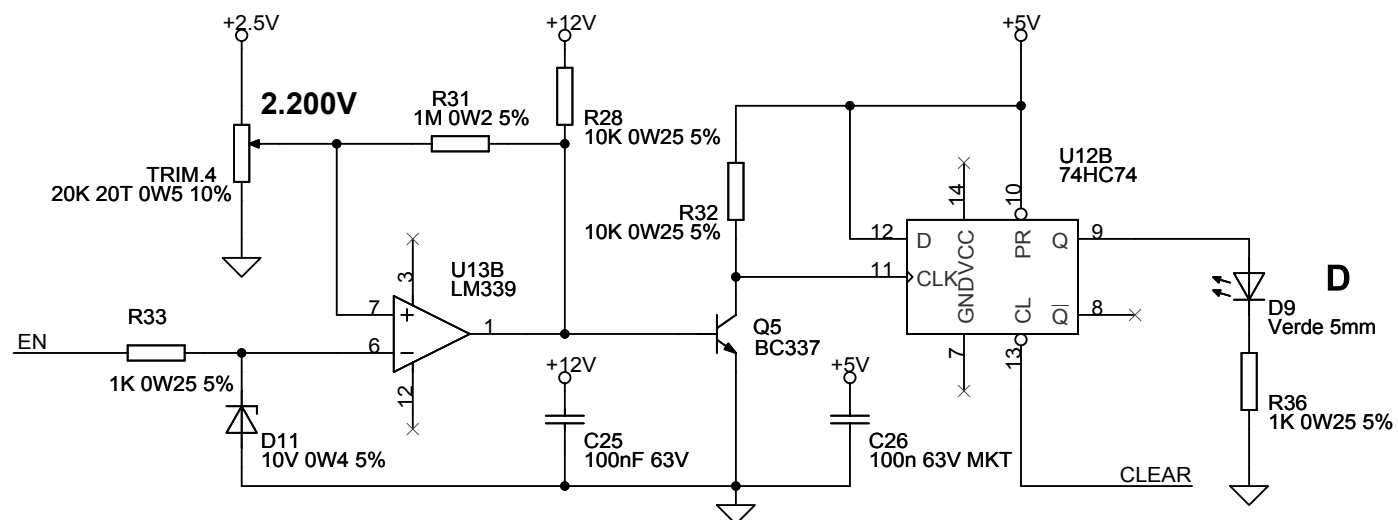 +2.5V
+12V
+5V
2.200V
R31
1M 0W2 5%
R28
10K 0W25 5%
TRIM.4
20K 20T 0W5 10%
U12B
74HC74
R32
10K 0W25 5%
14
10
12
D
VCC
PR
Q
9
11
CLK
GND
CL
Q
8
7
13
3
U13B
LM339
7
+
1
6
−
12
R33
EN
1K 0W25 5%
Q5
BC337
D11
10V 0W4 5%
+12V
C25
100nF 63V
+5V
C26
100n 63V MKT
D
D9
Verde 5mm
R36
1K 0W25 5%
CLEAR